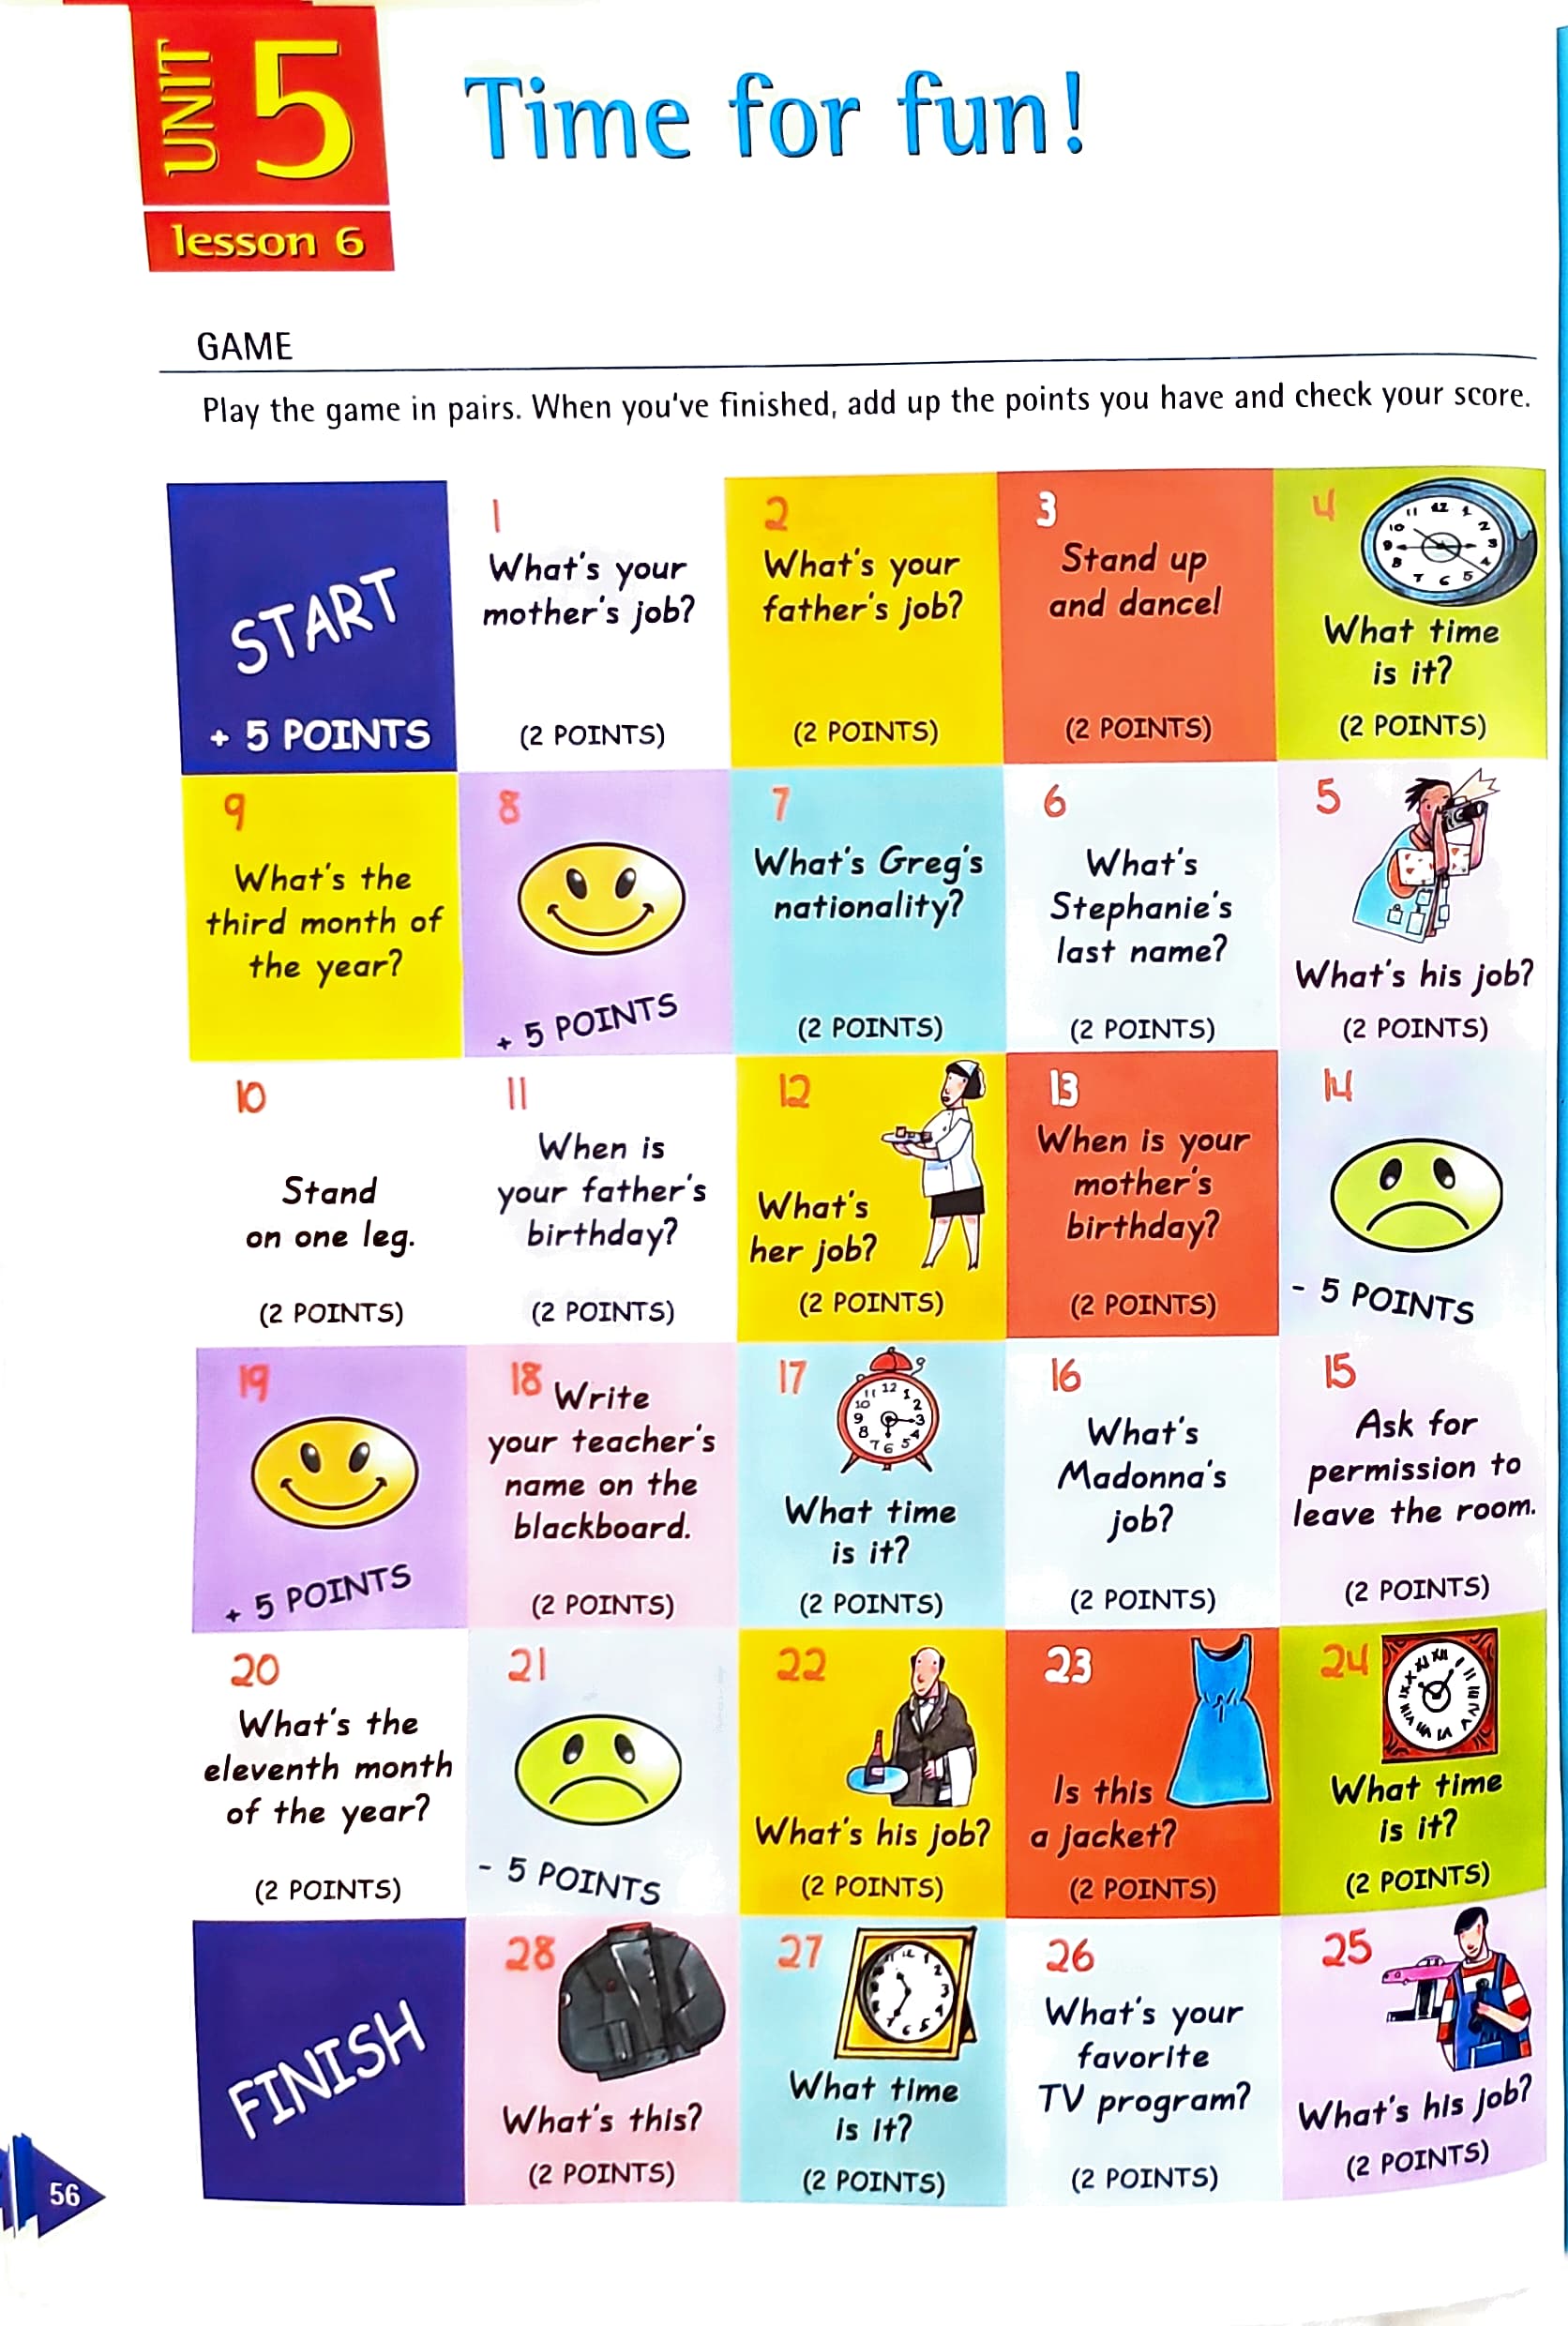 UNIT 5
lesson 6
Time for fun!
GAME
Play the game in pairs. When you've finished, add up the points you have and check your score.
START
+ 5 POINTS
1
What's your
mother's job?
(2 POINTS)
2
What's your
father's job?
(2 POINTS)
3
Stand up
and dance!
(2 POINTS)
4
What time
is it?
(2 POINTS)
9
What's the
third month of
the year?
8
+ 5 POINTS
7
What's Greg's
nationality?
(2 POINTS)
6
What's
Stephanie's
last name?
(2 POINTS)
5
What's his job?
(2 POINTS)
10
Stand
on one leg.
(2 POINTS)
11
When is
your father's
birthday?
(2 POINTS)
12
What's
her job?
(2 POINTS)
13
When is your
mother's
birthday?
(2 POINTS)
14
- 5 POINTS
19
+ 5 POINTS
18
Write
your teacher's
name on the
blackboard.
(2 POINTS)
17
What time
is it?
(2 POINTS)
16
What's
Madonna's
job?
(2 POINTS)
15
Ask for
permission to
leave the room.
(2 POINTS)
20
What's the
eleventh month
of the year?
(2 POINTS)
21
- 5 POINTS
22
What's his job?
(2 POINTS)
23
Is this
a jacket?
(2 POINTS)
24
What time
is it?
(2 POINTS)
FINISH
28
What's this?
(2 POINTS)
27
What time
is it?
(2 POINTS)
26
What's your
favorite
TV program?
(2 POINTS)
25
What's his job?
(2 POINTS)
56